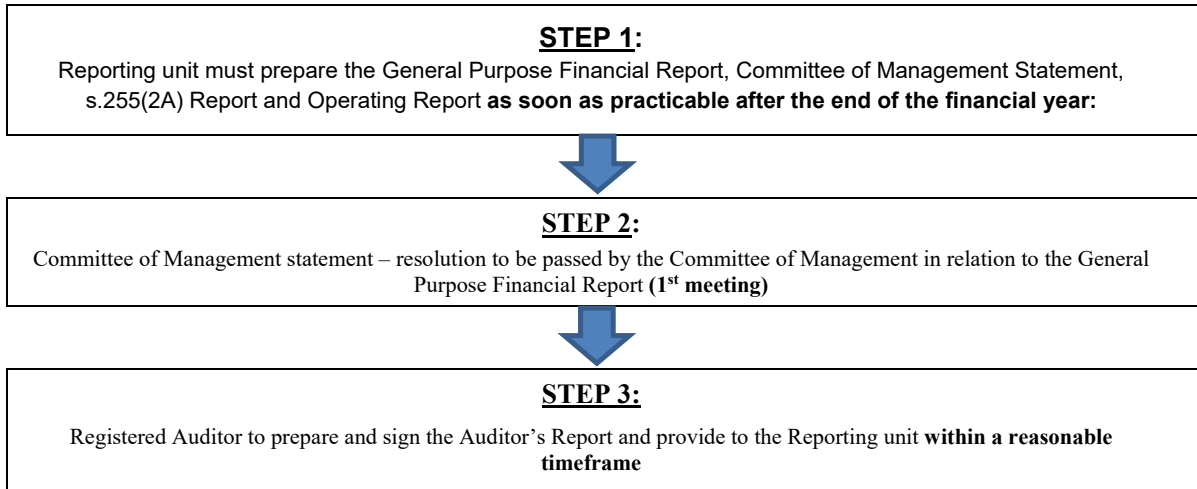 STEP 1:
Reporting unit must prepare the General Purpose Financial Report, Committee of Management Statement,
s.255(2A) Report and Operating Report as soon as practicable after the end of the financial year:
STEP 2:
Committee of Management statement – resolution to be passed by the Committee of Management in relation to the General
Purpose Financial Report (1st meeting)
STEP 3:
Registered Auditor to prepare and sign the Auditor’s Report and provide to the Reporting unit within a reasonable
timeframe